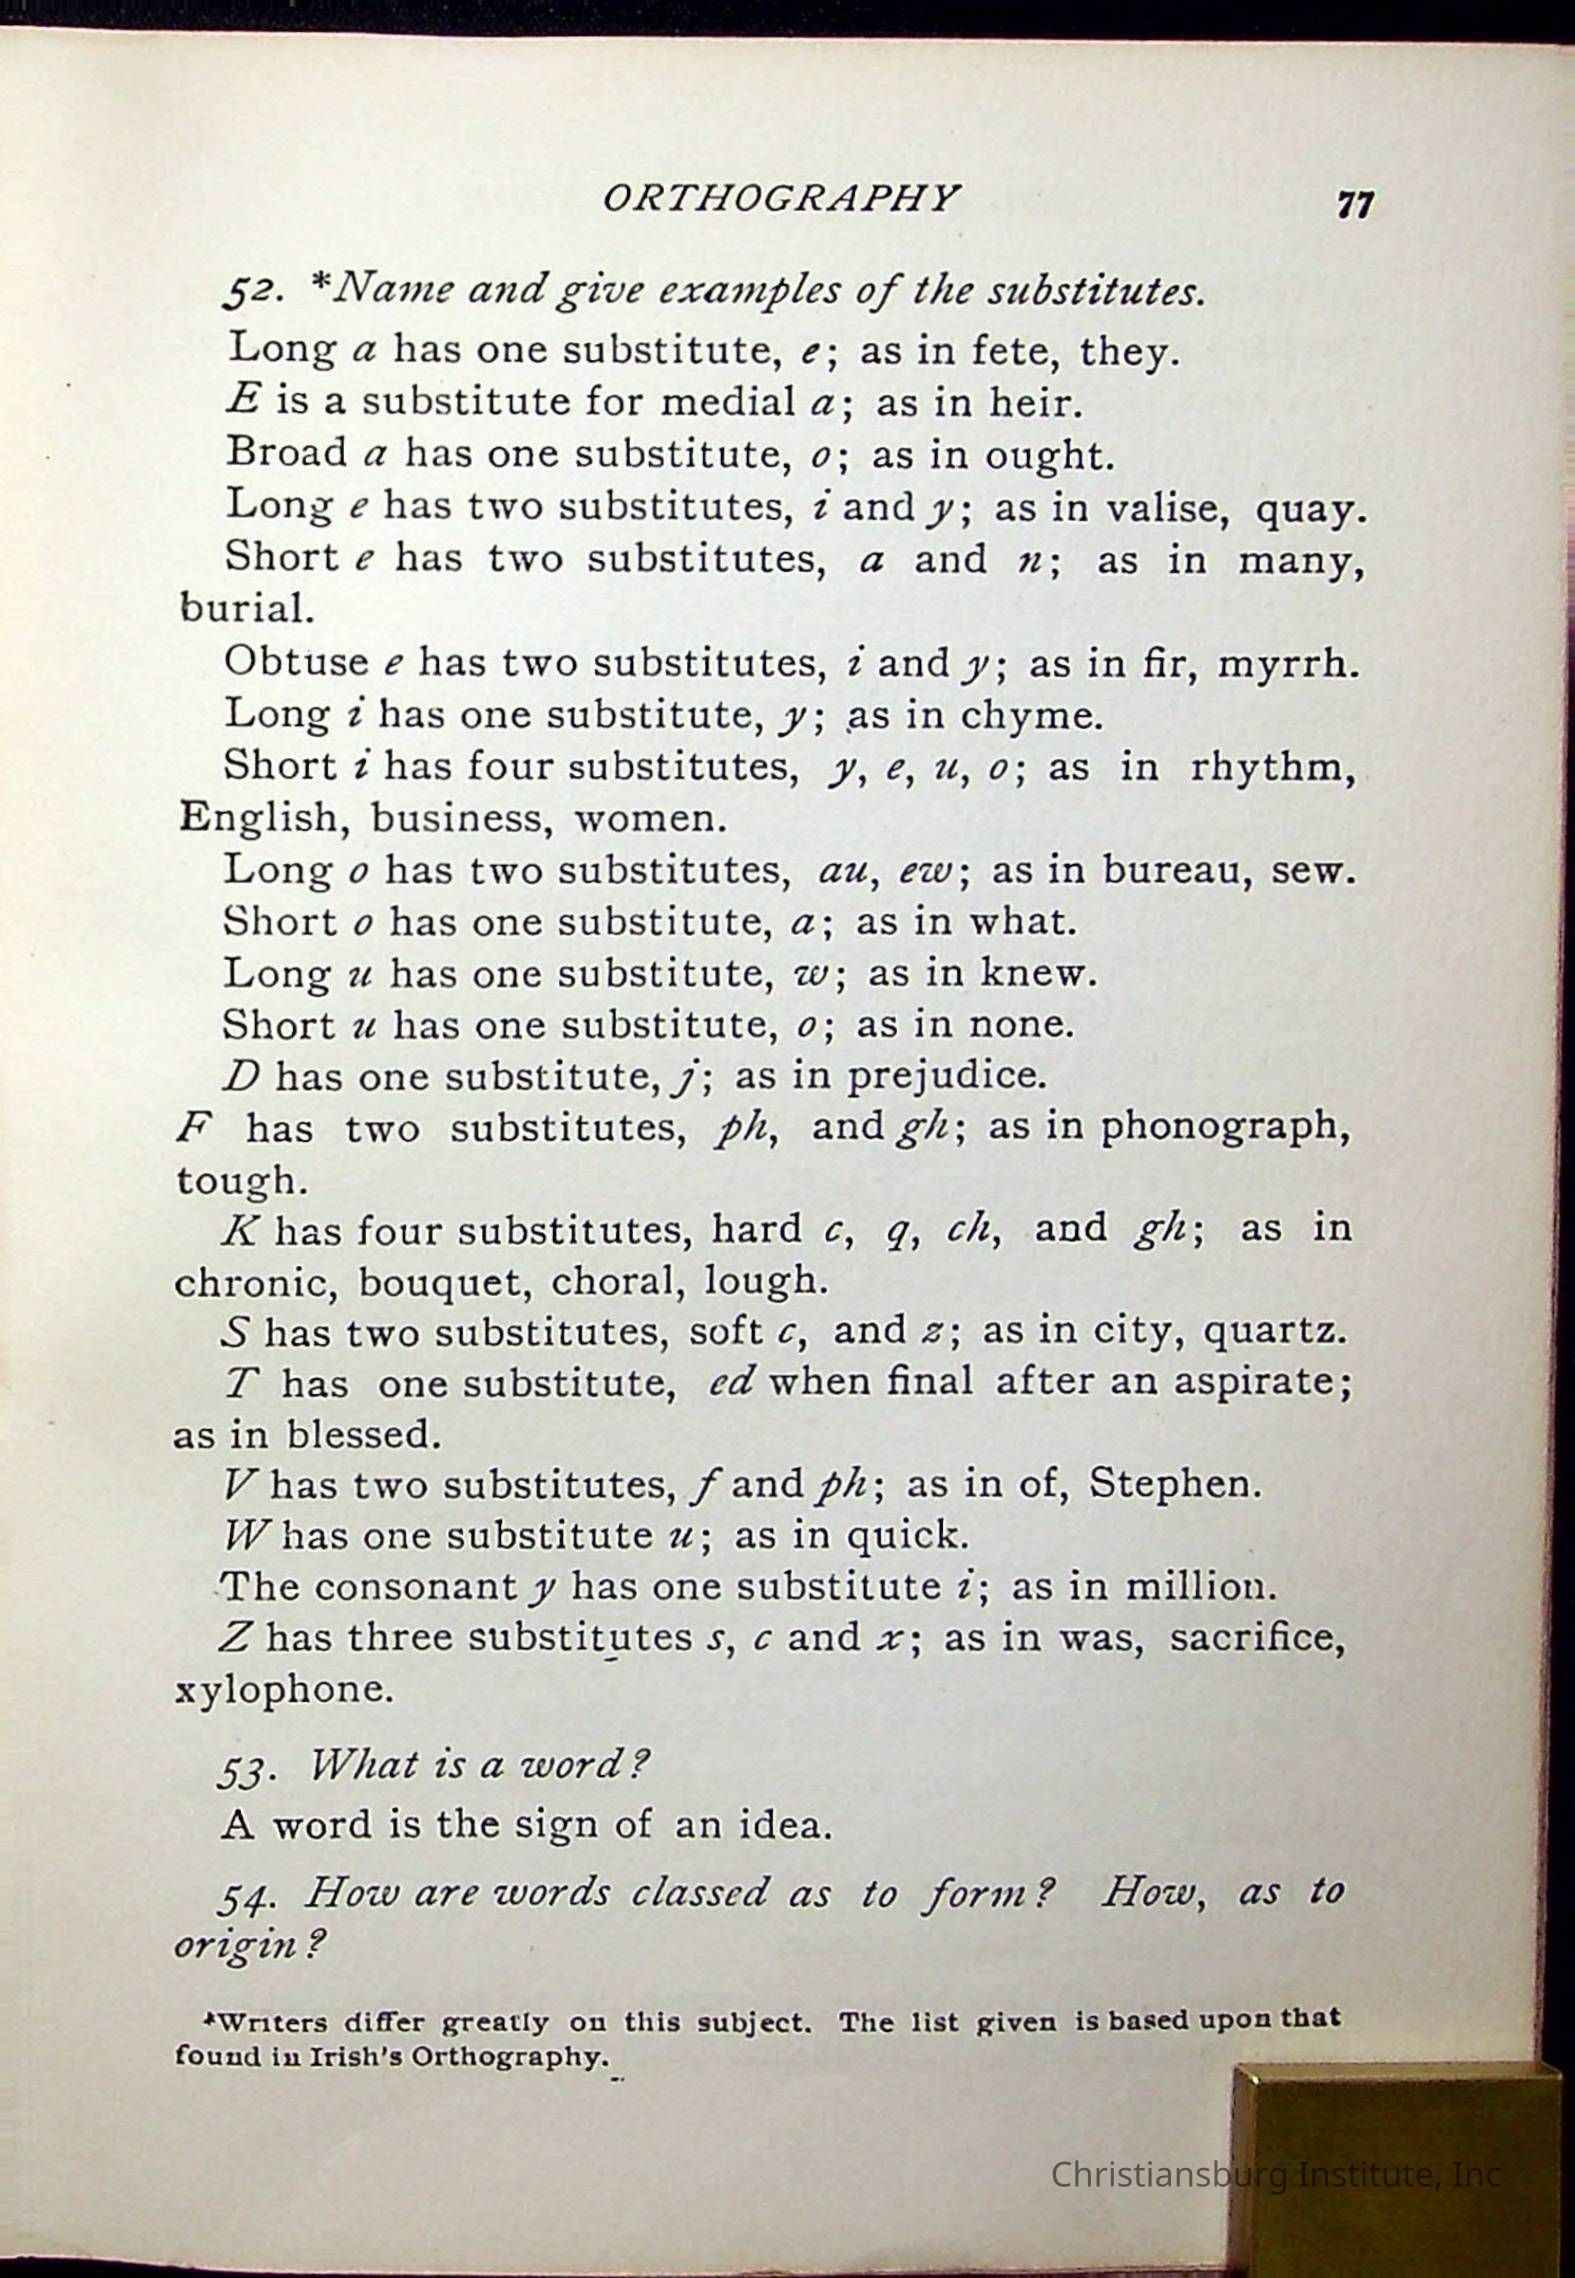 ORTHOGRAPHY 77
52. *Name and give examples of the substitutes.
Long a has one substitute, e; as in fete, they.
E is a substitute for medial a; as in heir.
Broad a has one substitute, o; as in ought.
Long e has two substitutes, i and y; as in valise, quay.
Short e has two substitutes, a and n; as in many,
burial.
Obtuse e has two substitutes, i and y; as in fir, myrrh.
Long i has one substitute, y; as in chyme.
Short i has four substitutes, y, e, u, o; as in rhythm,
English, business, women.
Long o has two substitutes, au, ew; as in bureau, sew.
Short o has one substitute, a; as in what.
Long u has one substitute, w; as in knew.
Short u has one substitute, o; as in none.
D has one substitute, j; as in prejudice.
F has two substitutes, ph, and gh; as in phonograph,
tough.
K has four substitutes, hard c, q, ch, and gh; as in
chronic, bouquet, choral, lough.
S has two substitutes, soft c, and z; as in city, quartz.
T has one substitute, ed when final after an aspirate;
as in blessed.
V has two substitutes, f and ph; as in of, Stephen.
W has one substitute u; as in quick.
The consonant y has one substitute i; as in million.
Z has three substitutes s, c and x; as in was, sacrifice,
xylophone.
53. What is a word?
A word is the sign of an idea.
54. How are words classed as to form? How, as to
origin?
*Writers differ greatly on this subject. The list given is based upon that
found in Irish's Orthography.
Christiansburg Institute, Inc